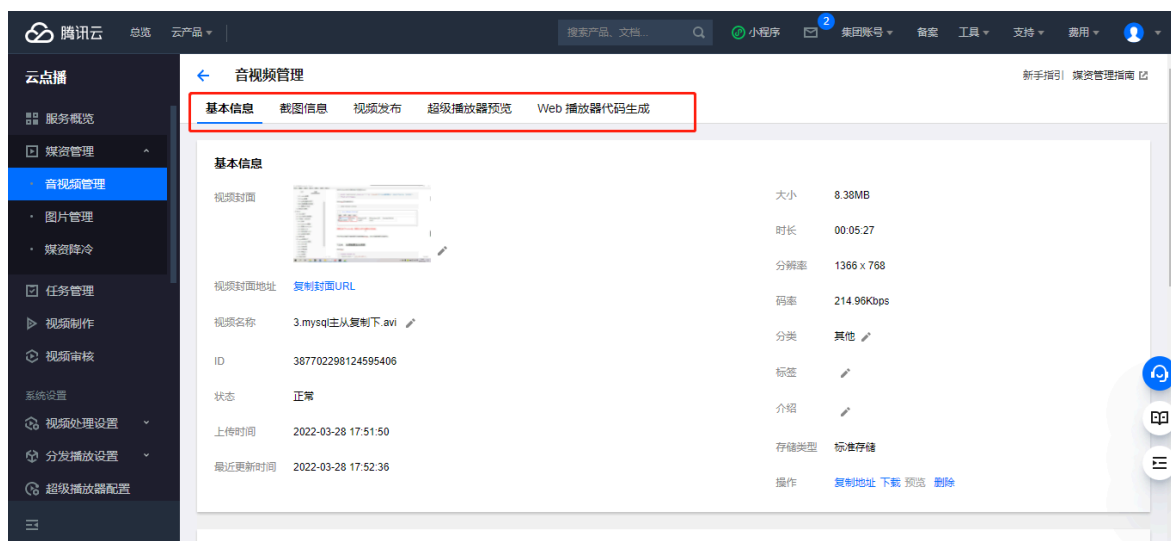 腾讯云 总览 云产品 搜索产品、文档... 小程序 2 集团账号 备案 工具 支持 费用
云点播
音视频管理
新手指引 媒资管理指南
基本信息 截图信息 视频发布 超级播放器预览 Web 播放器代码生成
服务概览
媒资管理
音视频管理
图片管理
媒资降冷
任务管理
视频制作
视频审核
系统设置
视频处理设置
分发播放设置
超级播放器配置
基本信息
视频封面
视频封面地址 复制封面URL
视频名称 3.mysql主从复制下.avi
ID 387702298124595406
状态 正常
上传时间 2022-03-28 17:51:50
最近更新时间 2022-03-28 17:52:36
大小 8.38MB
时长 00:05:27
分辨率 1366 x 768
码率 214.96Kbps
分类 其他
标签
介绍
存储类型 标准存储
操作 复制地址 下载 预览 删除